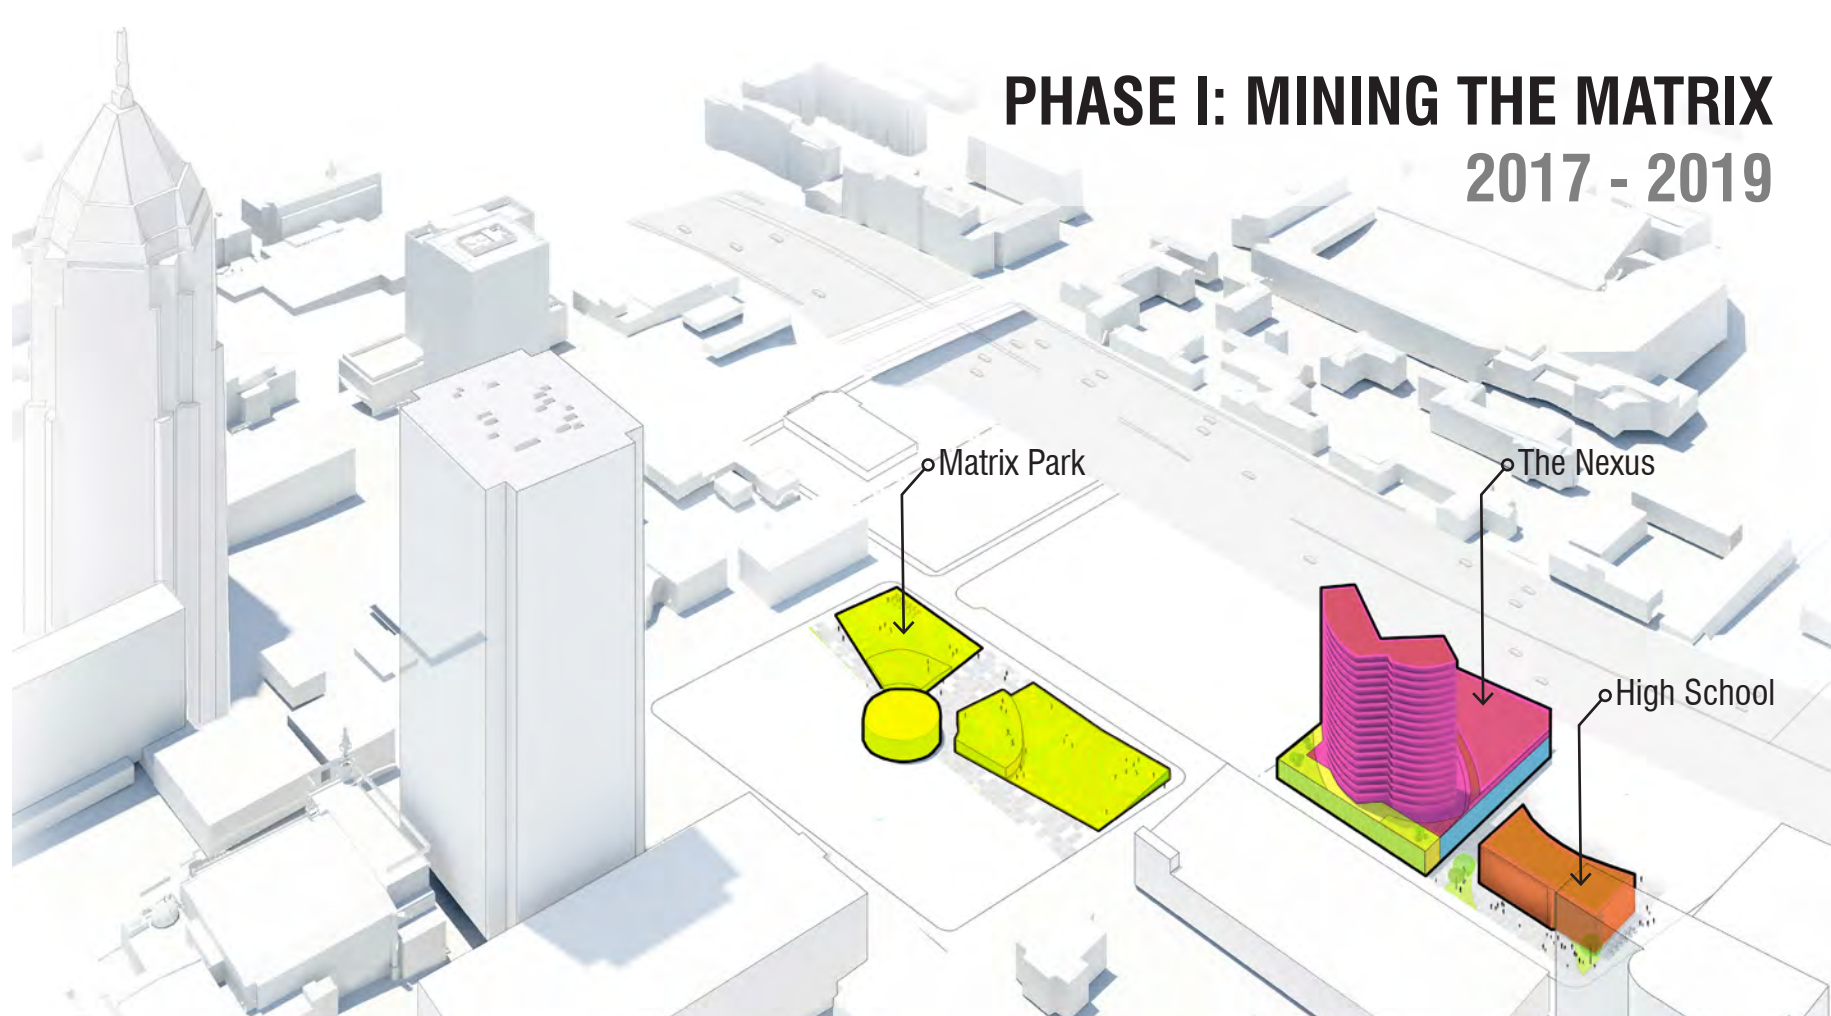 PHASE I: MINING THE MATRIX
2017 - 2019
Matrix Park
The Nexus
High School